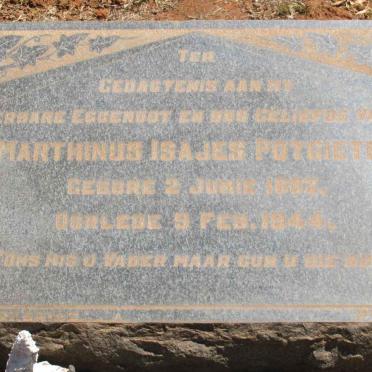 TER
GEDAGTENIS AAN MY
RBARE EGGENOOT EN ONS GELIEFDE
MARTHINUS ISAJES POTGIET
GEBORE 2 JUNIE
OORLEDE 9 FEB. 1944.
ONS MIS U VADER MAAR GUN U DIE